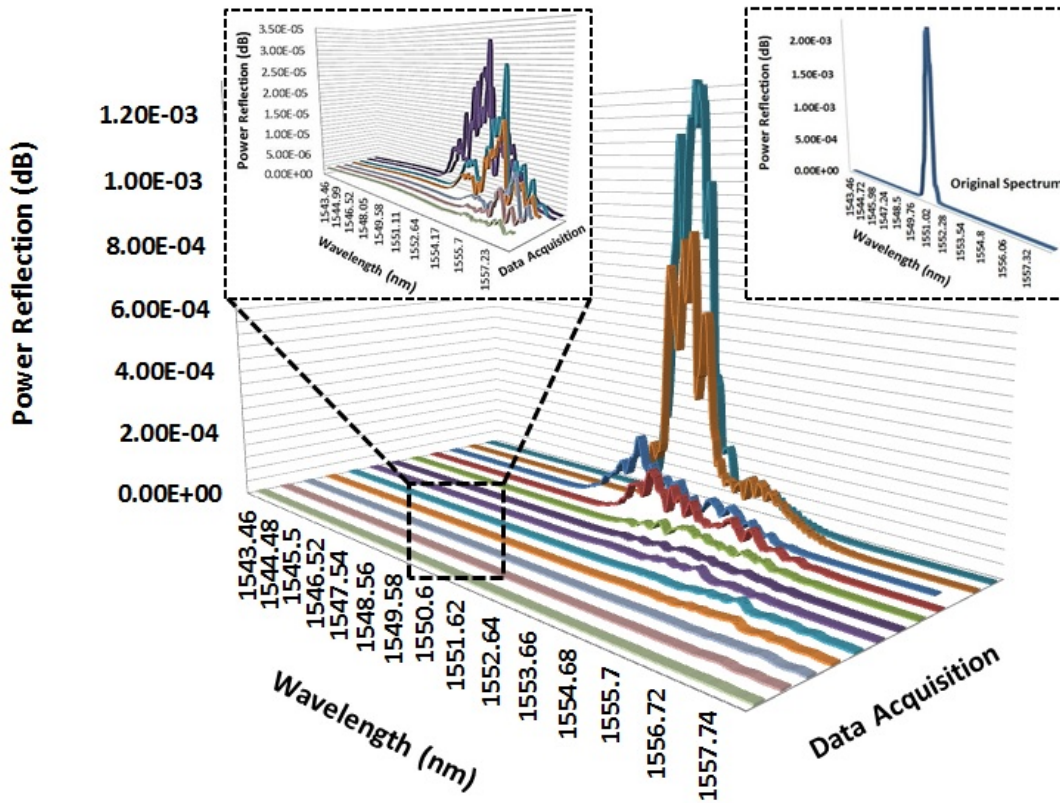 Power Reflection (dB)
1.20E-03
1.00E-03
8.00E-04
6.00E-04
4.00E-04
2.00E-04
0.00E+00
1543.46
1544.48
1545.5
1546.52
1547.54
1548.56
1549.58
1550.6
1551.62
1552.64
1553.66
1554.68
1555.7
1556.72
1557.74
Wavelength (nm)
Data Acquisition
Power Reflection (dB)
3.50E-05
3.00E-05
2.50E-05
2.00E-05
1.50E-05
1.00E-05
5.00E-06
0.00E+00
1543.46
1544.99
1546.52
1548.05
1549.58
1551.11
1552.64
1554.17
1555.7
1557.23
Wavelength (nm)
Data Acquisition
Power Reflection (dB)
2.00E-03
1.50E-03
1.00E-03
5.00E-04
0.00E+00
Original Spectrum
1543.46
1544.72
1545.98
1547.24
1548.5
1549.76
1551.02
1552.28
1553.54
1554.8
1556.06
1557.32
Wavelength (nm)